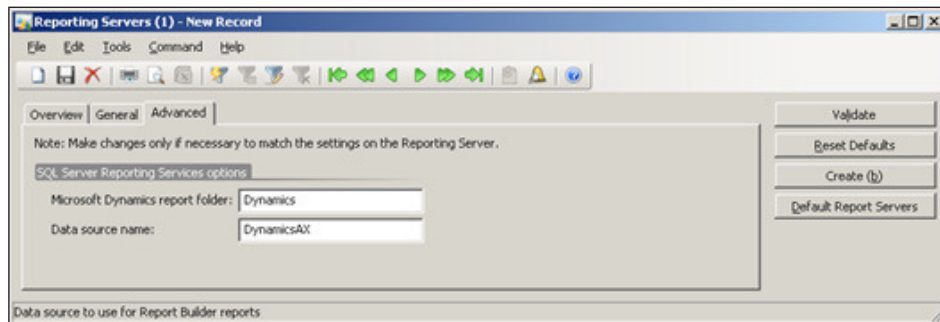 Reporting Servers (1) - New Record
File Edit Tools Command Help
Overview General Advanced
Note: Make changes only if necessary to match the settings on the Reporting Server.
SQL Server Reporting Services options
Microsoft Dynamics report folder: Dynamics
Data source name: DynamicsAX
Validate
Reset Defaults
Create (b)
Default Report Servers
Data source to use for Report Builder reports